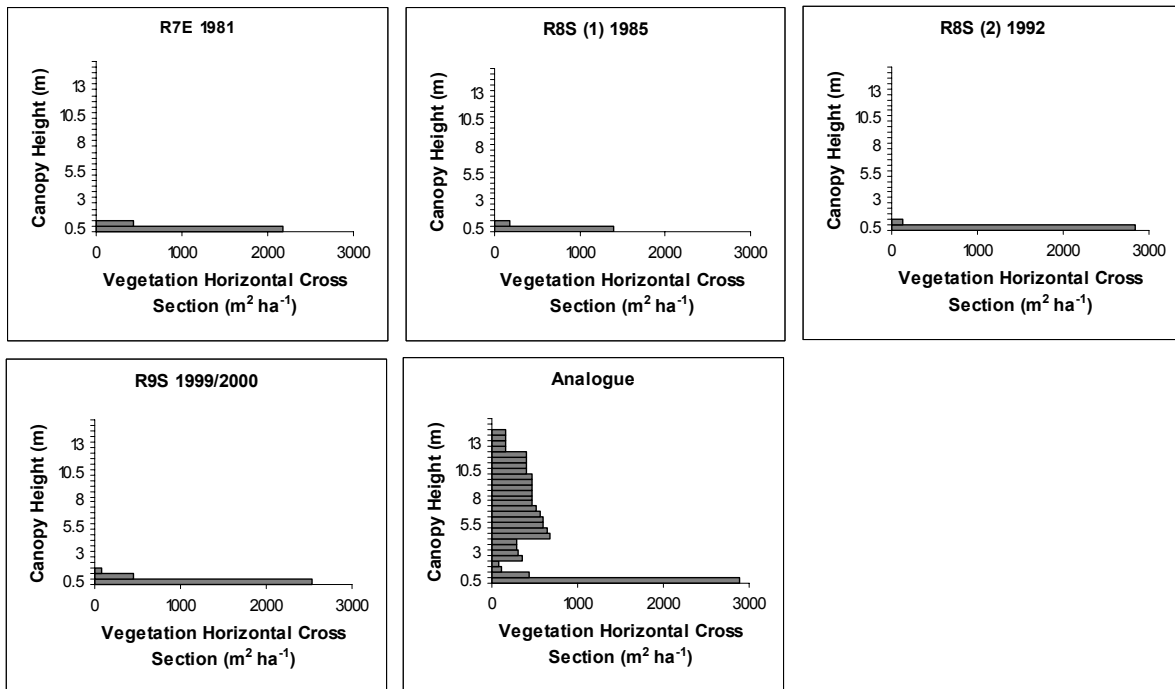 R7E 1981
Canopy Height (m)
13
10.5
8
5.5
3
0.5
0 1000 2000 3000
Vegetation Horizontal Cross
Section (m² ha⁻¹)
R8S (1) 1985
Canopy Height (m)
13
10.5
8
5.5
3
0.5
0 1000 2000 3000
Vegetation Horizontal Cross
Section (m² ha⁻¹)
R8S (2) 1992
Canopy Height (m)
13
10.5
8
5.5
3
0.5
0 1000 2000 3000
Vegetation Horizontal Cross
Section (m² ha⁻¹)
R9S 1999/2000
Canopy Height (m)
13
10.5
8
5.5
3
0.5
0 1000 2000 3000
Vegetation Horizontal Cross
Section (m² ha⁻¹)
Analogue
Canopy Height (m)
13
10.5
8
5.5
3
0.5
0 1000 2000 3000
Vegetation Horizontal Cross
Section (m² ha⁻¹)